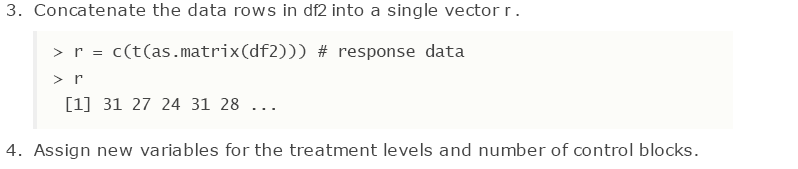 3. Concatenate the data rows in df2 into a single vector r .
> r = c(t(as.matrix(df2))) # response data
> r
[1] 31 27 24 31 28 ...
4. Assign new variables for the treatment levels and number of control blocks.